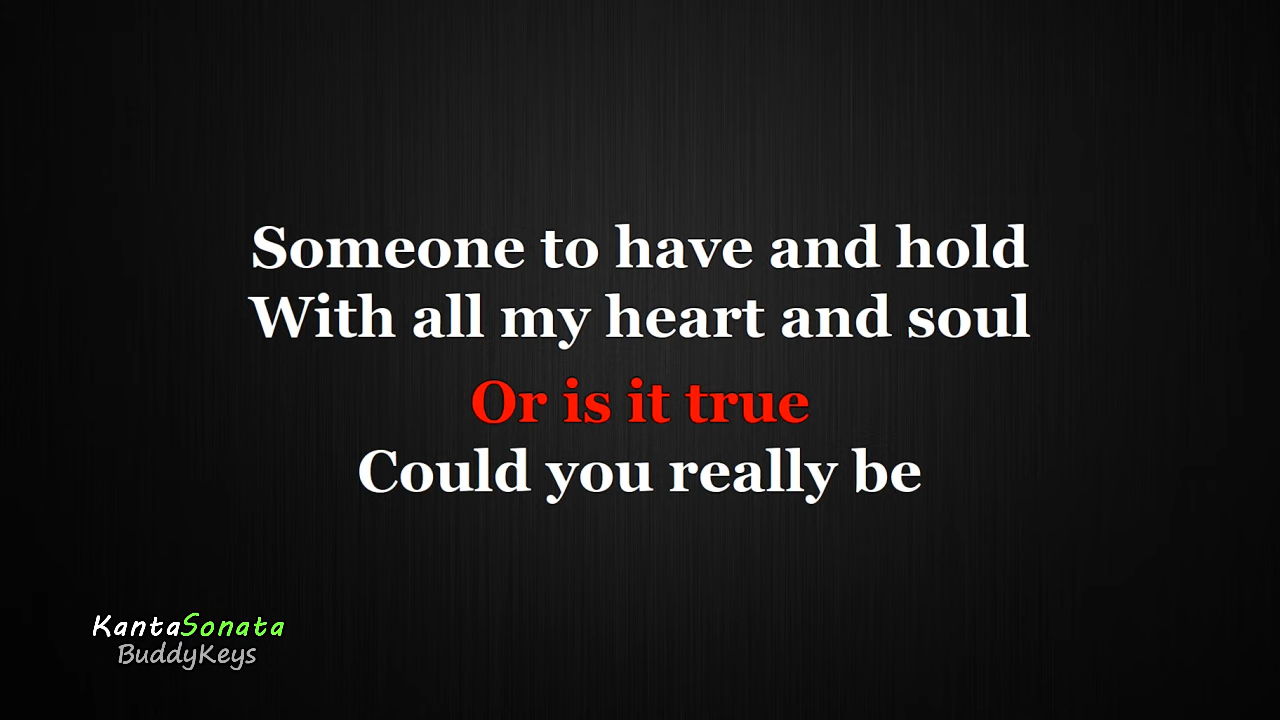 Someone to have and hold
With all my heart and soul
Or is it true
Could you really be
KantaSonata
BuddyKeys